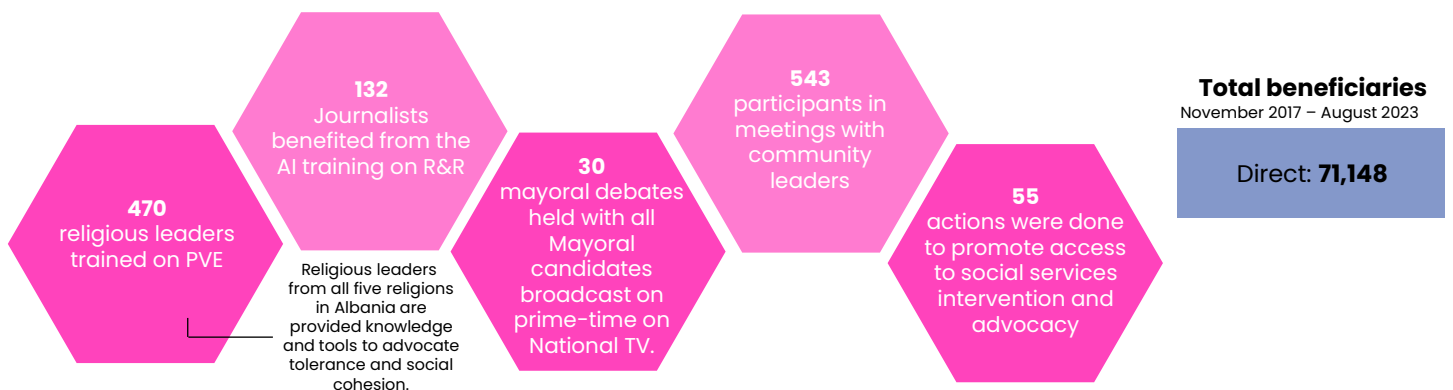 470
religious leaders
trained on PVE
Religious leaders
from all five religions
in Albania are
provided knowledge
and tools to advocate
tolerance and social
cohesion.
132
Journalists
benefited from the
AI training on R&R
30
mayoral debates
held with all
Mayoral
candidates
broadcast on
prime-time on
National TV.
543
participants in
meetings with
community
leaders
55
actions were done
to promote access
to social services
intervention and
advocacy
Total beneficiaries
November 2017 – August 2023
Direct: 71,148